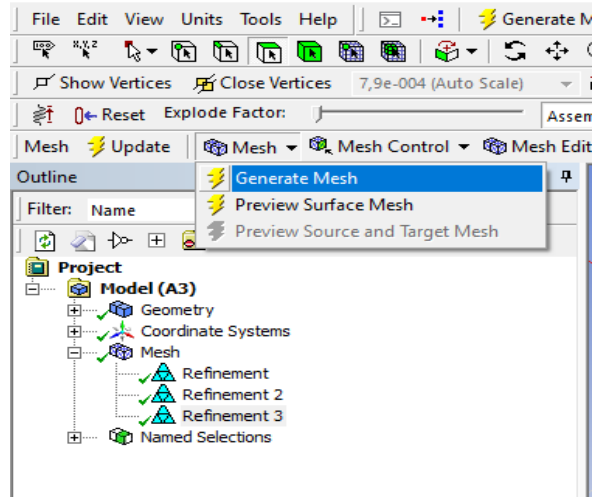 File Edit View Units Tools Help Generate M
Show Vertices Close Vertices 7,9e-004 (Auto Scale)
Reset Explode Factor: Assem
Mesh Update Mesh Mesh Control Mesh Edit
Outline
Generate Mesh
Filter: Name
Preview Surface Mesh
Preview Source and Target Mesh
Project
Model (A3)
Geometry
Coordinate Systems
Mesh
Refinement
Refinement 2
Refinement 3
Named Selections